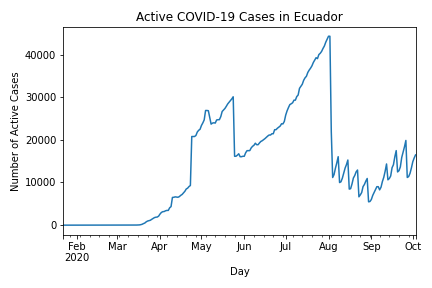 Active COVID-19 Cases in Ecuador
Number of Active Cases
40000
30000
20000
10000
0
Feb Mar Apr May Jun Jul Aug Sep Oct
2020
Day